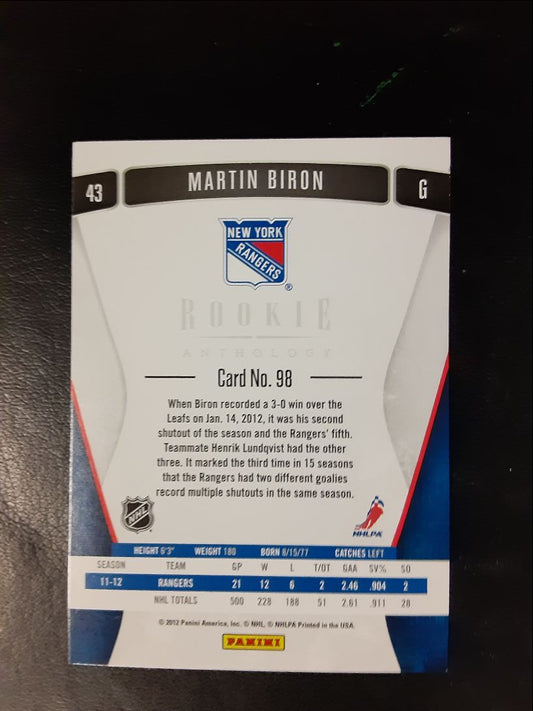 43 MARTIN BIRON G
NEW YORK
RANGERS
®
ROOKIE
ANTHOLOGY
Card No. 98
When Biron recorded a 3-0 win over the
Leafs on Jan. 14, 2012, it was his second
shutout of the season and the Rangers' fifth.
Teammate Henrik Lundqvist had the other
three. It marked the third time in 15 seasons
that the Rangers had two different goalies
record multiple shutouts in the same season.
NHL NHLPA
HEIGHT 6'3" WEIGHT 180 BORN 8/15/77 CATCHES LEFT
SEASON TEAM GP W L T/OT GAA SV% SO
11-12 RANGERS 21 12 6 2 2.46 .904 2
NHL TOTALS 500 228 188 51 2.61 .911 28
© 2012 Panini America, Inc. © NHL, © NHLPA Printed in the USA.
PANINI